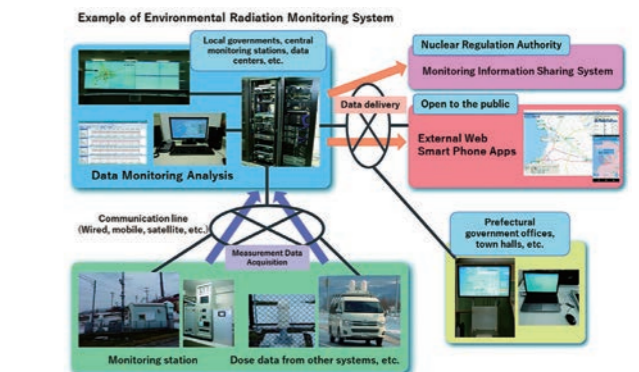 Example of Environmental Radiation Monitoring System
Local governments, central
monitoring stations, data
centers, etc.
Nuclear Regulation Authority
Monitoring Information Sharing System
Data delivery
Open to the public
External Web
Smart Phone Apps
Data Monitoring Analysis
Communication line
(Wired, mobile, satellite, etc.)
Measurement Data
Acquisition
Prefectural
government offices,
town halls, etc.
Monitoring station
Dose data from other systems, etc.